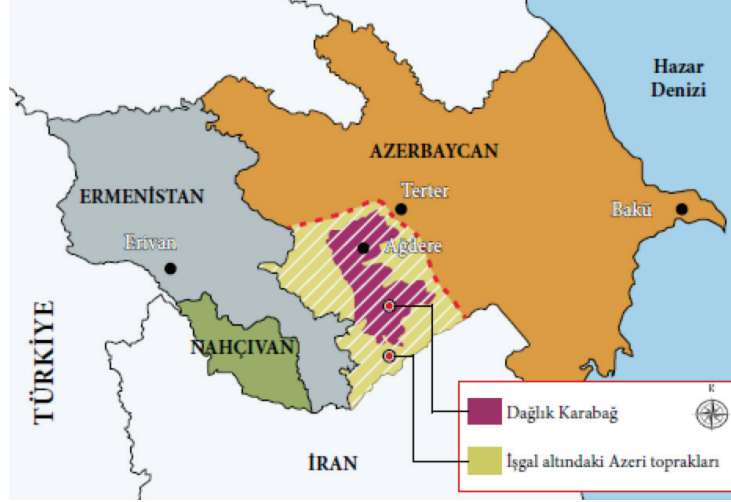 Hazar
Denizi
AZERBAYCAN
ERMENİSTAN
Terter
Bakü
Erivan
Ağdere
NAHÇIVAN
TÜRKİYE
K
Dağlık Karabağ
İşgal altındaki Azeri toprakları
İRAN